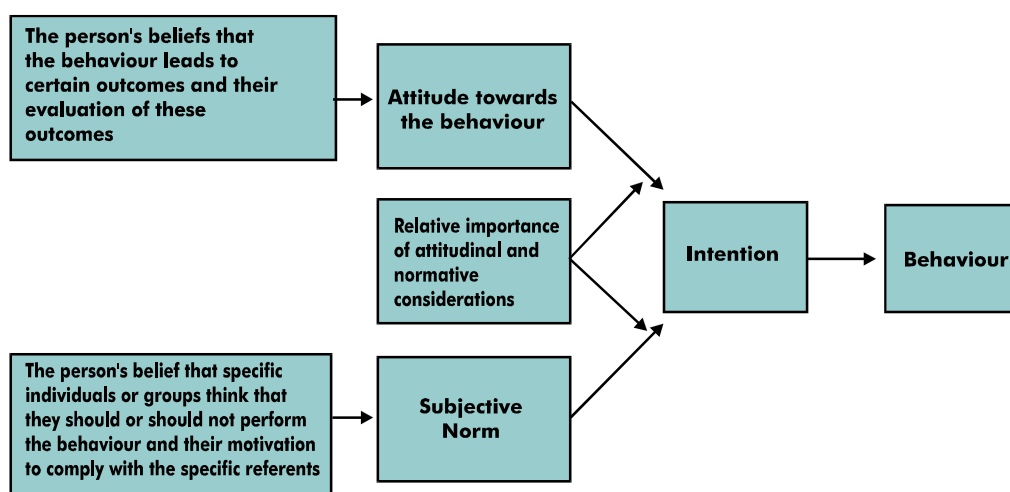 The person's beliefs that
the behaviour leads to
certain outcomes and their
evaluation of these
outcomes
Attitude towards
the behaviour
Relative importance
of attitudinal and
normative
considerations
Intention
Behaviour
The person's belief that specific
individuals or groups think that
they should or should not perform
the behaviour and their motivation
to comply with the specific referents
Subjective
Norm